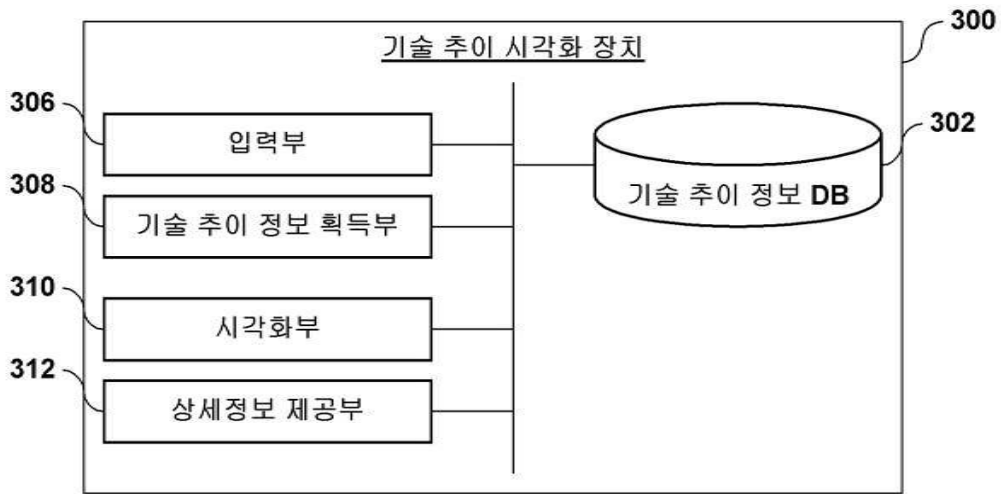 300
기술 추이 시각화 장치
306
입력부
302
기술 추이 정보 DB
308
기술 추이 정보 획득부
310
시각화부
312
상세정보 제공부